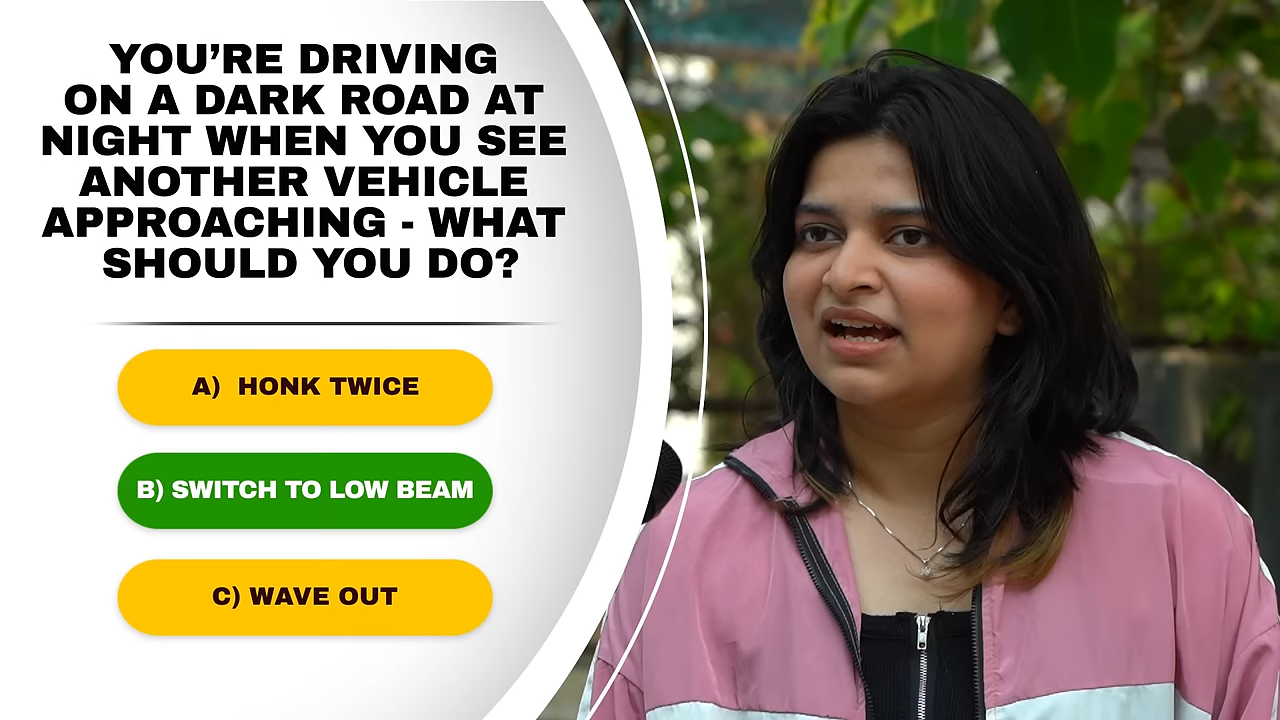 YOU’RE DRIVING
ON A DARK ROAD AT
NIGHT WHEN YOU SEE
ANOTHER VEHICLE
APPROACHING - WHAT
SHOULD YOU DO?
A) HONK TWICE
B) SWITCH TO LOW BEAM
C) WAVE OUT